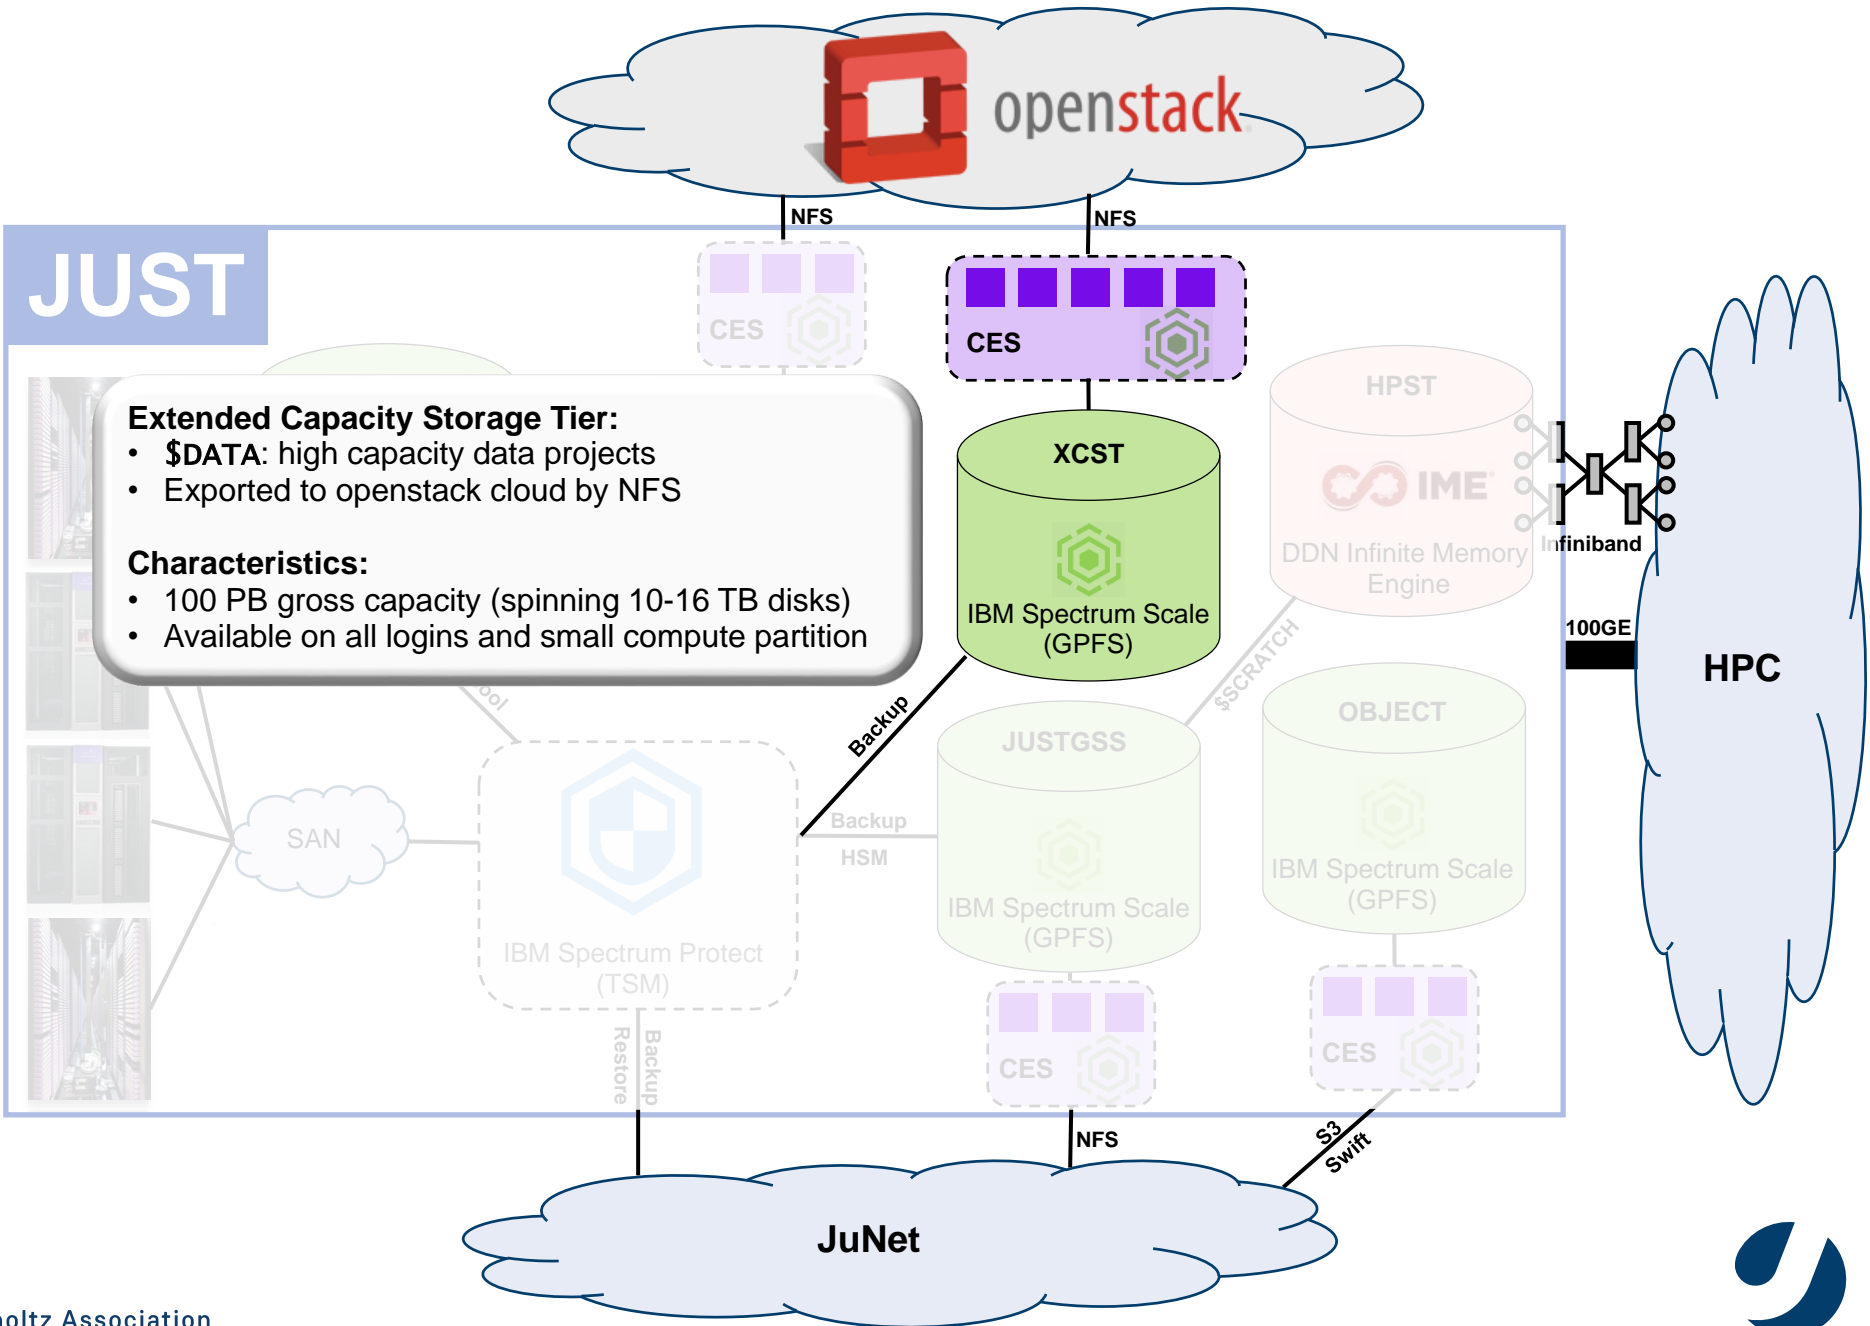 openstack
NFS
NFS
JUST
CES
CES
Extended Capacity Storage Tier:
• $DATA: high capacity data projects
• Exported to openstack cloud by NFS
Characteristics:
• 100 PB gross capacity (spinning 10-16 TB disks)
• Available on all logins and small compute partition
XCST
IBM Spectrum Scale
(GPFS)
HPST
IME
DDN Infinite Memory
Engine
Infiniband
100GE
HPC
$SCRATCH
Backup
OBJECT
IBM Spectrum Scale
(GPFS)
JUSTGSS
IBM Spectrum Scale
(GPFS)
Backup
HSM
SAN
IBM Spectrum Protect
(TSM)
Restore
Backup
CES
CES
NFS
S3
Swift
JuNet
Association